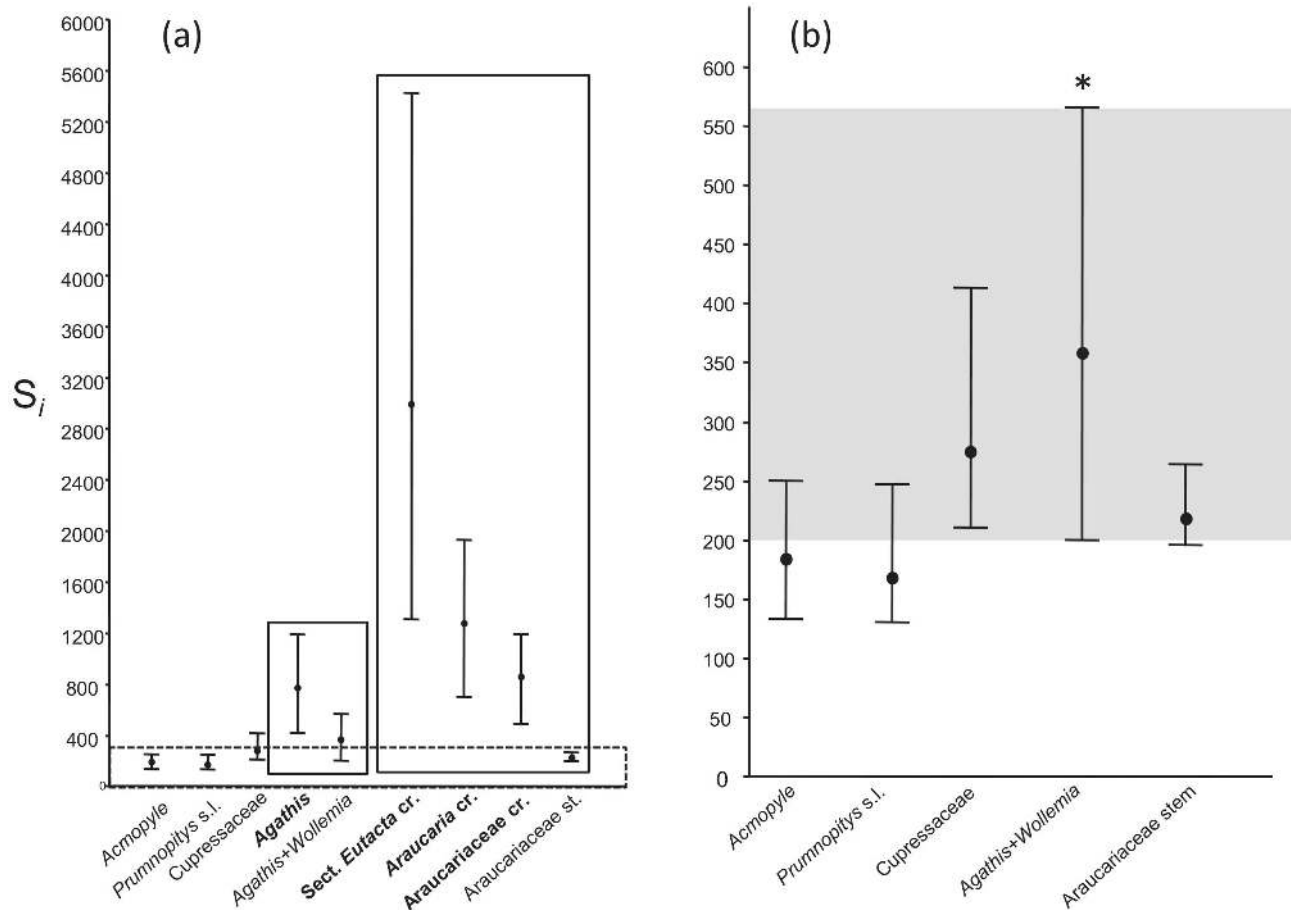 (a)
6000
5600
5200
4800
4400
4000
3600
3200
2800
2400
2000
1600
1200
800
400
0
Si
Acmopyle
Prumnopitys s.l.
Cupressaceae
Agathis
Agathis+Wollemia
Sect. Eutacta cr.
Araucaria cr.
Araucariaceae cr.
Araucariaceae st.
(b)
*
600
550
500
450
400
350
300
250
200
150
100
50
0
Acmopyle
Prumnopitys s.l.
Cupressaceae
Agathis+Wollemia
Araucariaceae stem